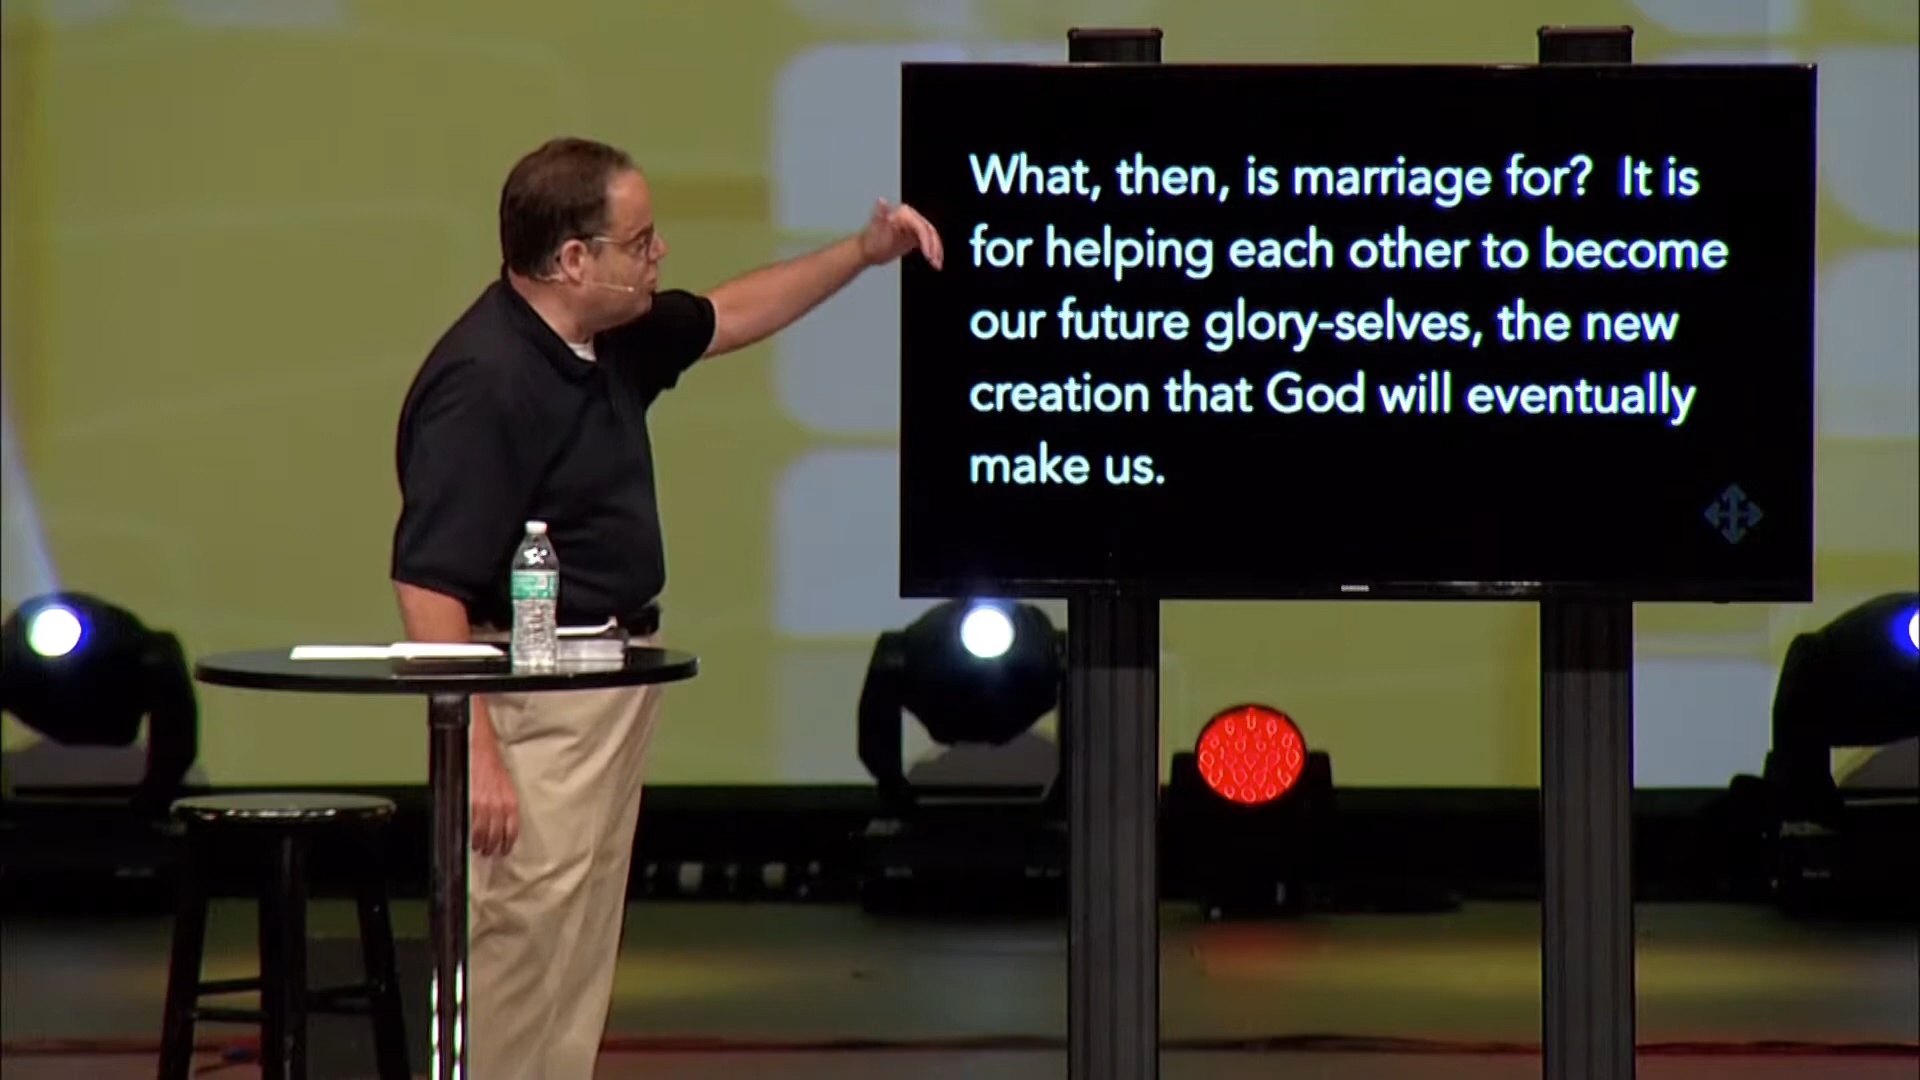 What, then, is marriage for?  It is
for helping each other to become
our future glory-selves, the new
creation that God will eventually
make us.
SAMSUNG